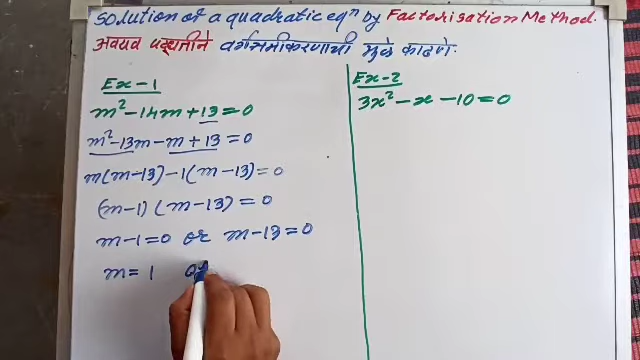 Solution of a quadratic eqⁿ by Factorisation Method.
अवयव पद्धतीने वर्गसमीकरणाची मुळे काढणे.
Ex-1
m² - 14m + 13 = 0
m² - 13m - m + 13 = 0
m(m-13) - 1(m-13) = 0
(m-1) (m-13) = 0
m-1=0 or m-13=0
m = 1 or
Ex-2
3x² - x - 10 = 0